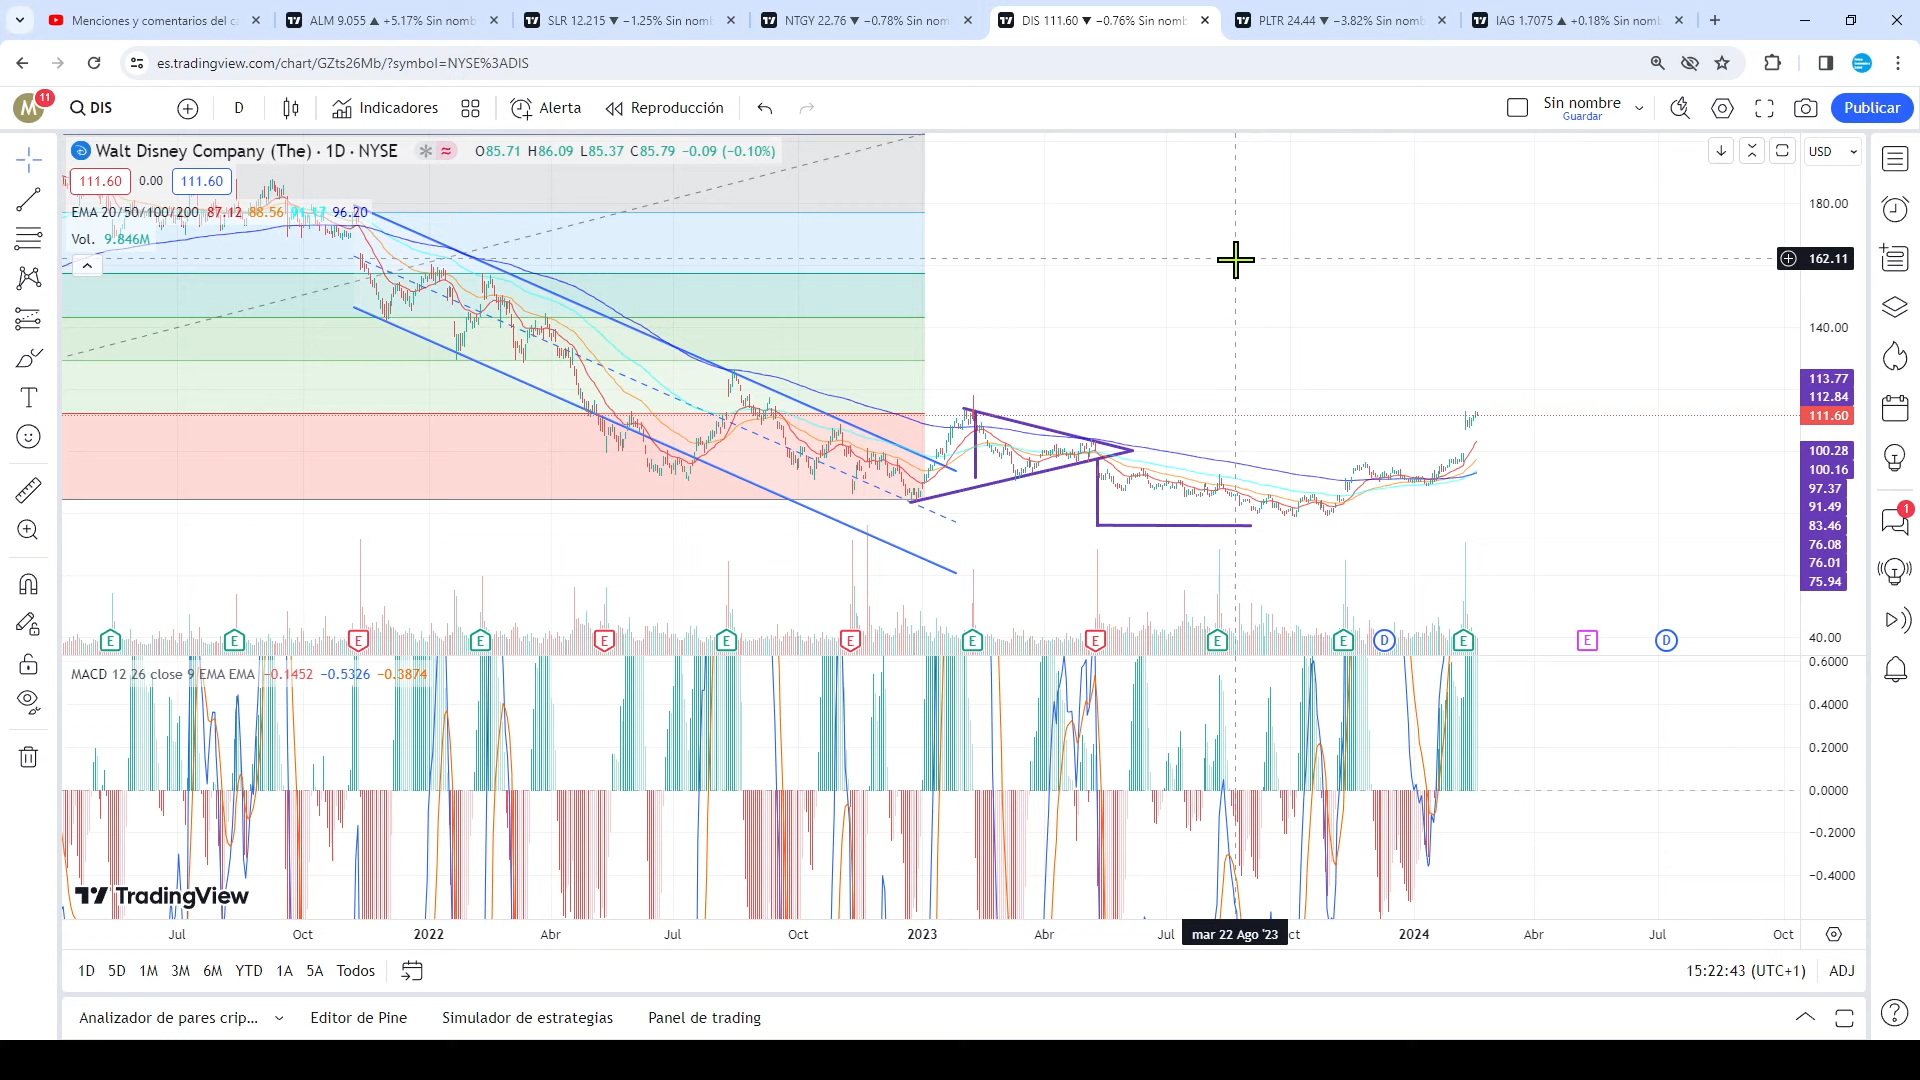 Menciones y comentarios del c
ALM 9.055 ▲ +5.17% Sin nomb
SLR 12.215 ▼ −1.25% Sin nomb
NTGY 22.76 ▼ −0.78% Sin nom
DIS 111.60 ▼ −0.76% Sin nomb
PLTR 24.44 ▼ −3.82% Sin nomb
IAG 1.7075 ▲ +0.18% Sin nomb
es.tradingview.com/chart/GZts26Mb/?symbol=NYSE%3ADIS
M 11 DIS D Indicadores Alerta Reproducción Sin nombre Publicar
Guardar
Walt Disney Company (The) · 1D · NYSE O85.71 H86.09 L85.37 C85.79 −0.09 (−0.10%) USD
111.60 0.00 111.60
EMA 20/50/100/200 87.12 88.56 91.17 96.20
Vol. 9.846M
180.00
162.11
140.00
113.77
112.84
111.60
100.28
100.16
97.37
91.49
83.46
76.08
76.01
75.94
40.00
E E E E E E E E E E E D E E D
MACD 12 26 close 9 EMA EMA −0.1452 −0.5326 −0.3874
0.6000
0.4000
0.2000
0.0000
−0.2000
−0.4000
TradingView
Jul Oct 2022 Abr Jul Oct 2023 Abr Jul mar 22 Ago '23 ct 2024 Abr Jul Oct
1D 5D 1M 3M 6M YTD 1A 5A Todos 15:22:43 (UTC+1) ADJ
Analizador de pares crip... Editor de Pine Simulador de estrategias Panel de trading
1